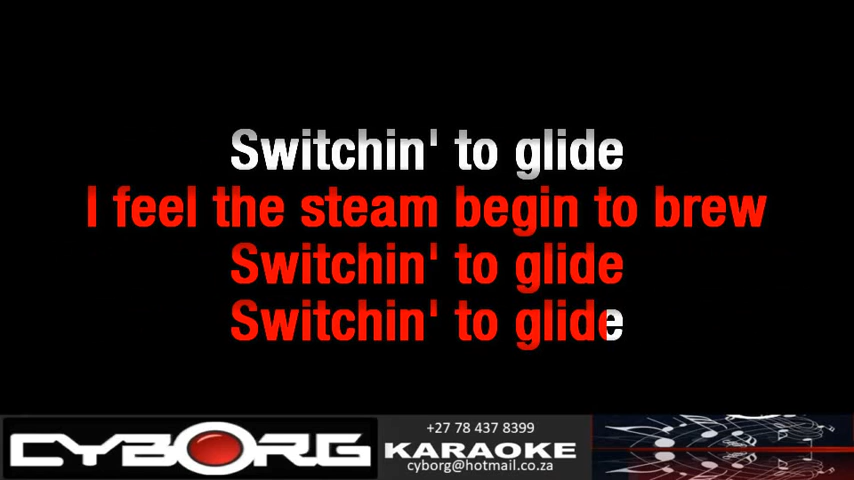 Switchin' to glide
I feel the steam begin to brew
Switchin' to glide
Switchin' to glide
CYBORG
+27 78 437 8399
KARAOKE
cyborg@hotmail.co.za